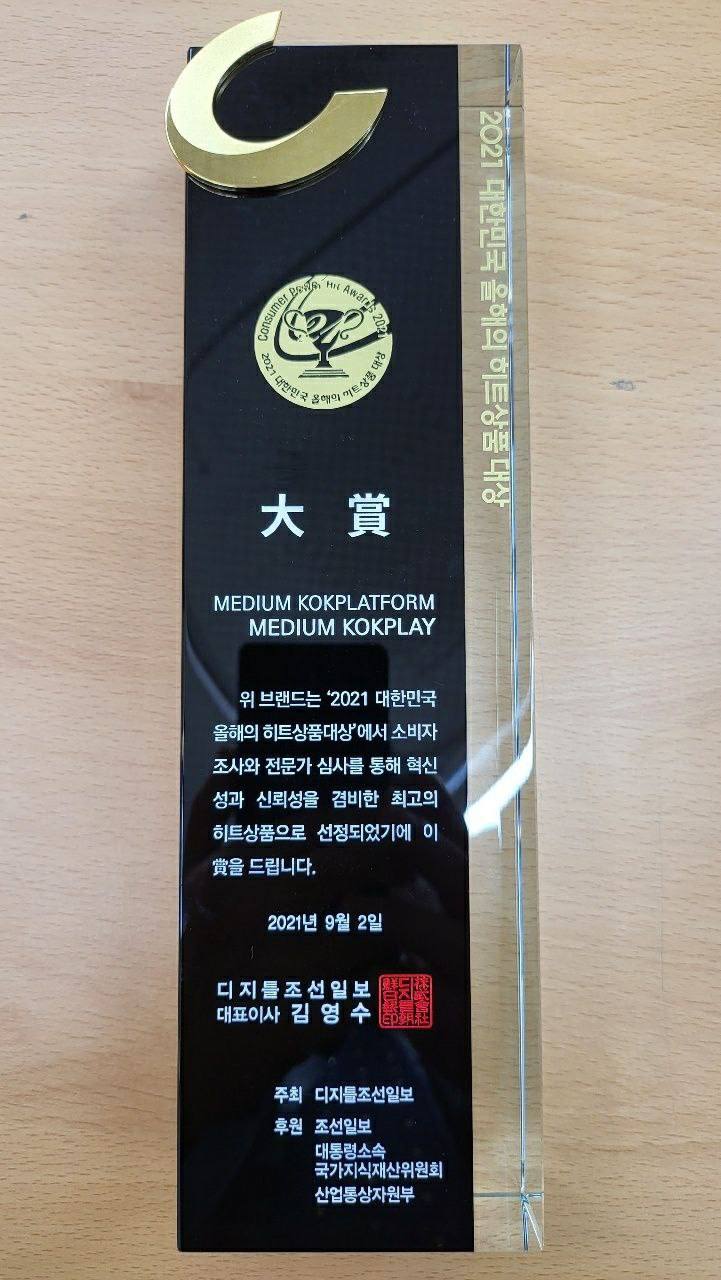 2021 대한민국 올해의 히트상품 대상
Consumer Power Hit Awards 2021
2021 대한민국 올해의 히트상품 대상
大賞
MEDIUM KOKPLATFORM
MEDIUM KOKPLAY
위 브랜드는 ‘2021 대한민국
올해의 히트상품대상’에서 소비자
조사와 전문가 심사를 통해 혁신
성과 신뢰성을 겸비한 최고의
히트상품으로 선정되었기에 이
賞을 드립니다.
2021년 9월 2일
디지틀조선일보
대표이사 김영수
주최 디지틀조선일보
후원 조선일보
대통령소속
국가지식재산위원회
산업통상자원부